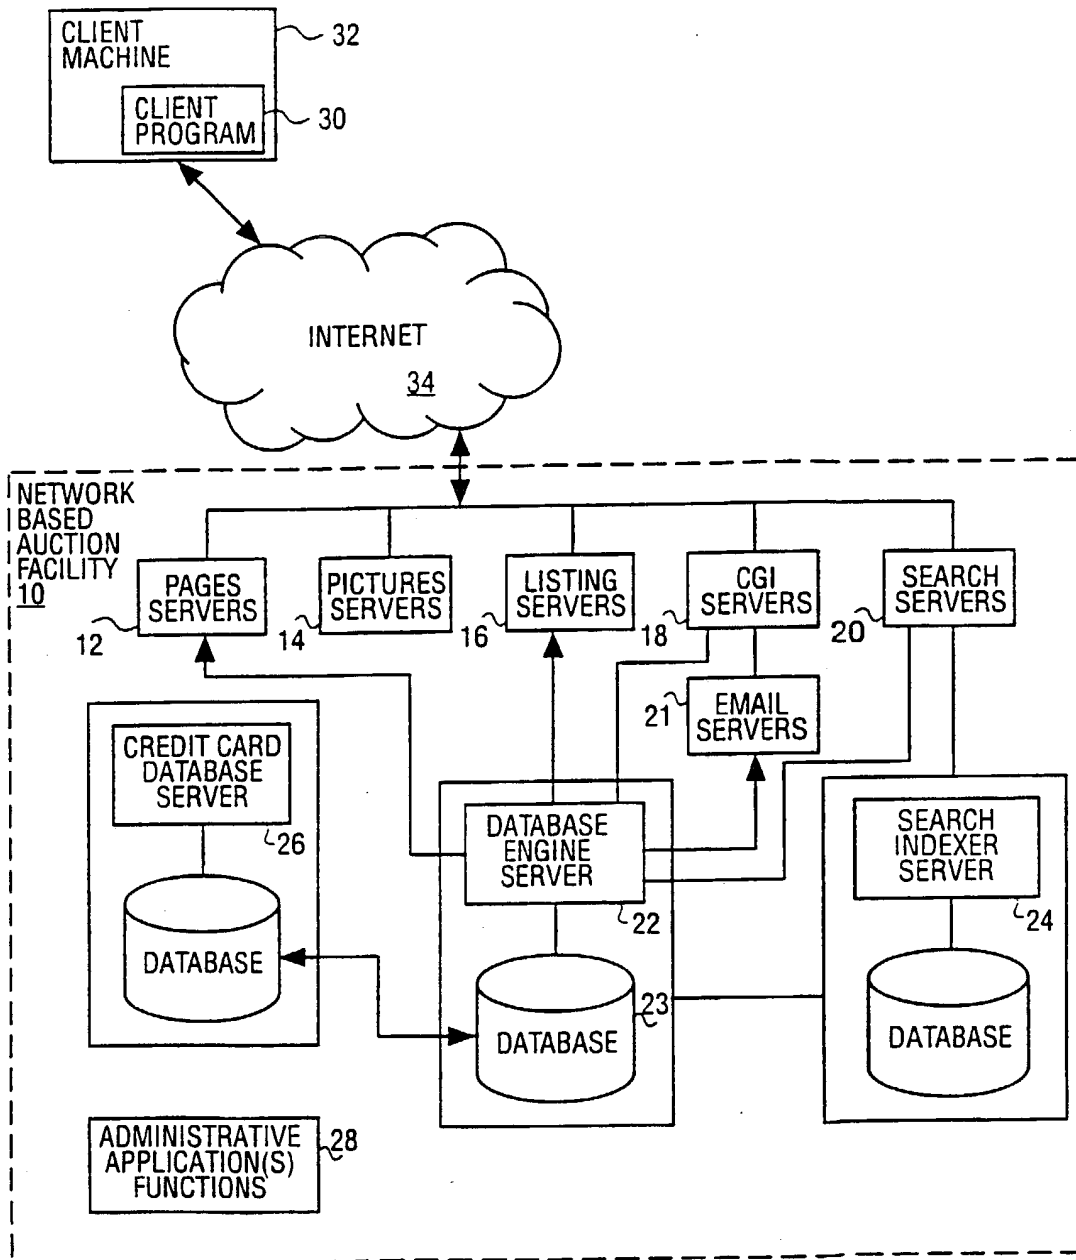 CLIENT
MACHINE
32
CLIENT
PROGRAM
30
INTERNET
34
NETWORK
BASED
AUCTION
FACILITY
10
PAGES
SERVERS
12
PICTURES
SERVERS
14
LISTING
SERVERS
16
CGI
SERVERS
18
SEARCH
SERVERS
20
EMAIL
SERVERS
21
CREDIT CARD
DATABASE
SERVER
26
DATABASE
DATABASE
ENGINE
SERVER
22
DATABASE
23
SEARCH
INDEXER
SERVER
24
DATABASE
ADMINISTRATIVE
APPLICATION(S)
FUNCTIONS
28